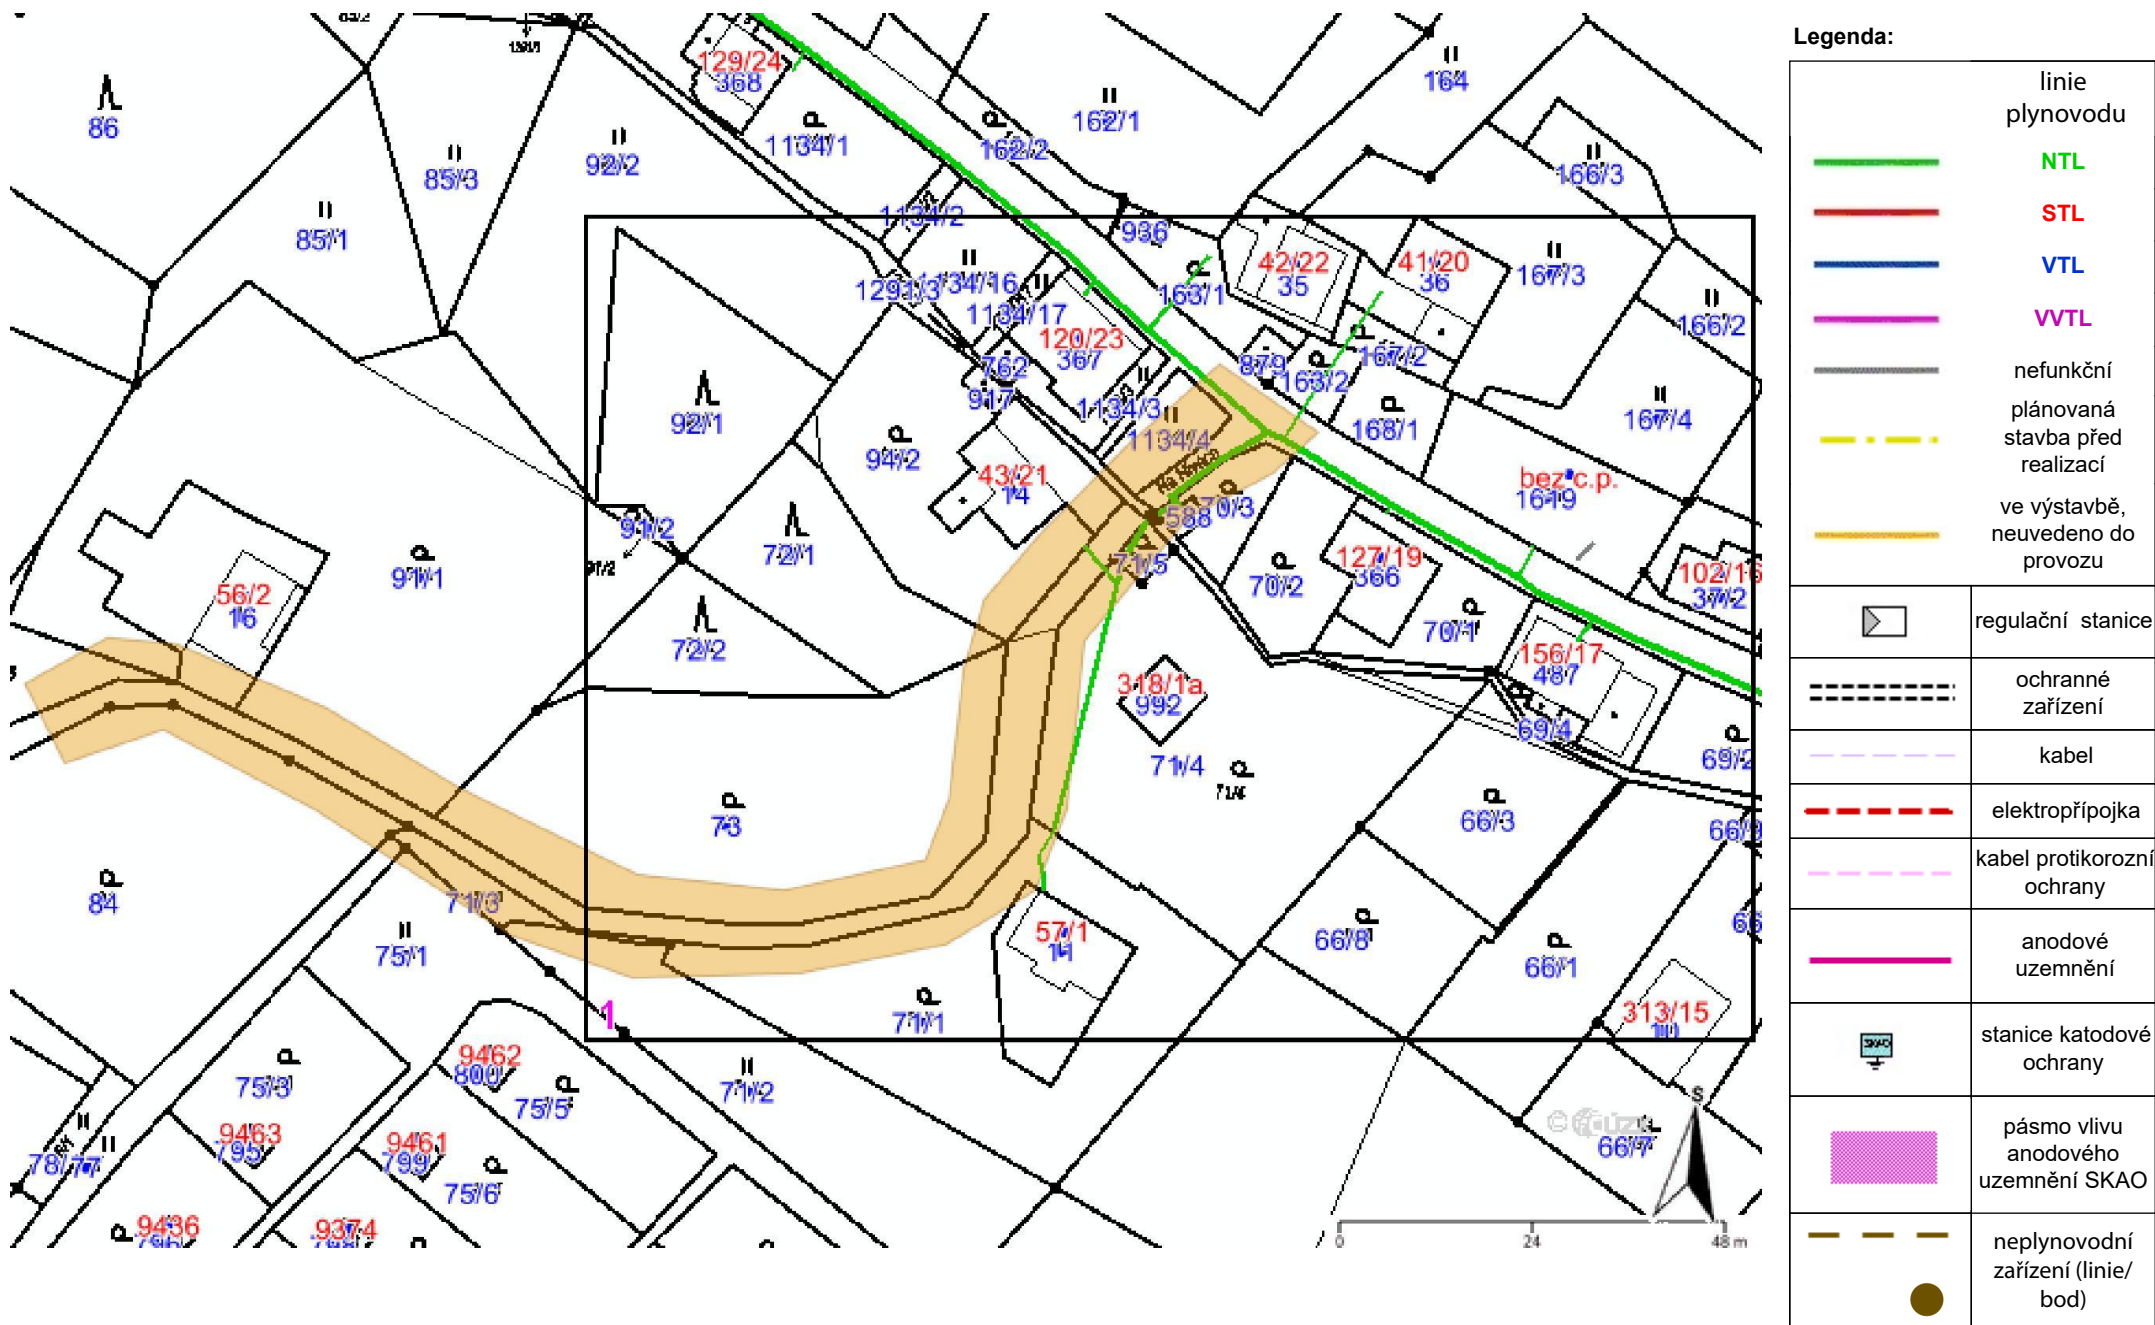 129/24
368
86
85/3
92/2
1134/1
162/2
162/1
164
166/3
85/1
1134/2
936
1134/16
1291/3
1134/17
163/1
42/22
35
41/20
36
167/3
166/2
120/23
367
762
917
1134/3
1134/4
879
163/2
167/2
168/1
167/4
92/1
94/2
43/21
14
bez c.p.
1619
91/2
91/2
72/1
588
70/3
71/5
127/19
366
70/2
70/1
102/16
37/2
56/2
16
91/1
72/2
318/1a
992
156/17
487
69/4
69/2
71/4
71/4
73
66/3
84
71/3
75/1
57/1
11
66/8
66/1
71/1
1
313/15
75/3
9462
800
75/5
71/2
9463
795
9461
799
75/6
78/
77
66/7
9436
9374
S
0
24
48 m
Legenda:
linie
plynovodu
NTL
STL
VTL
VVTL
nefunkční
plánovaná
stavba před
realizací
ve výstavbě,
neuvedeno do
provozu
regulační stanice
ochranné
zařízení
kabel
elektropřípojka
kabel protikorozní
ochrany
anodové
uzemnění
SKAO
stanice katodové
ochrany
pásmo vlivu
anodového
uzemnění SKAO
neplynovodní
zařízení (linie/
bod)